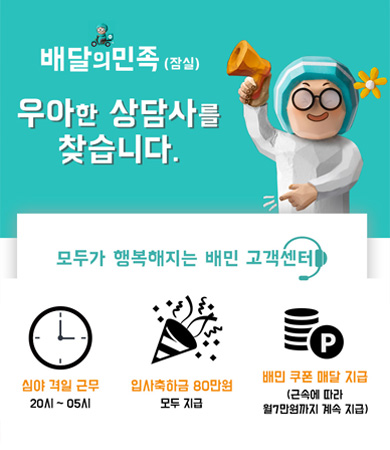 배달의민족 (잠실)
우아한 상담사를
찾습니다.
모두가 행복해지는 배민 고객센터
심야 격일 근무
20시 ~ 05시
입사축하금 80만원
모두 지급
P
배민 쿠폰 매달 지급
(근속에 따라
월7만원까지 계속 지급)